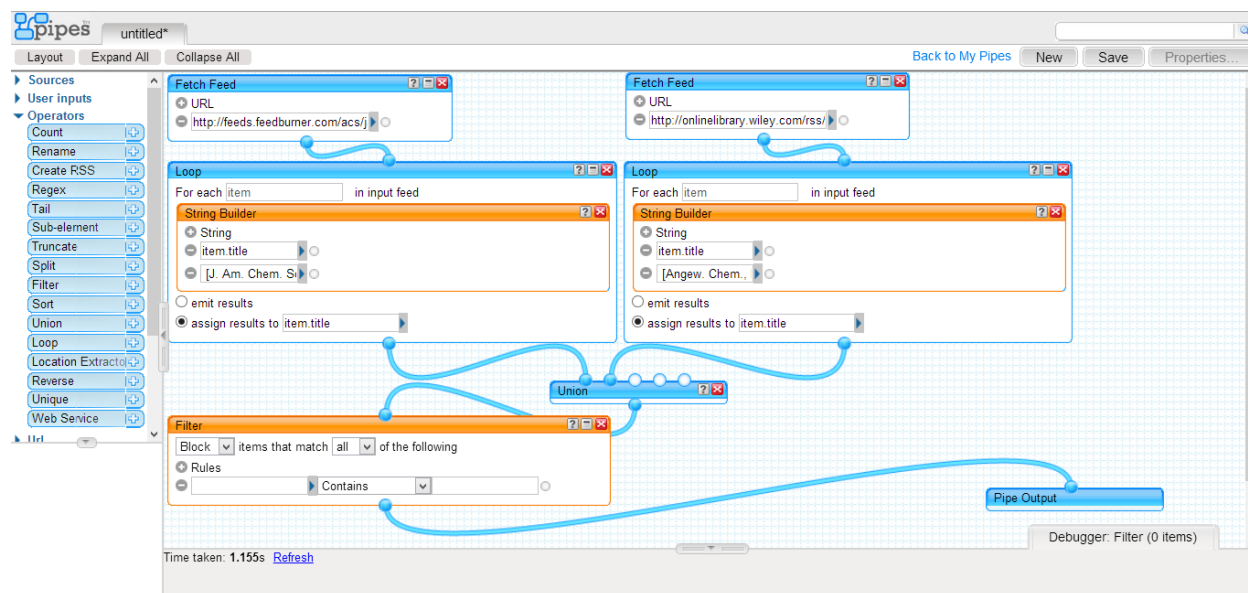 pipes
untitled*
Layout Expand All Collapse All Back to My Pipes New Save Properties...
Sources
User inputs
Operators
Count
Rename
Create RSS
Regex
Tail
Sub-element
Truncate
Split
Filter
Sort
Union
Loop
Location Extracto
Reverse
Unique
Web Service
Url
Fetch Feed ?
URL
http://feeds.feedburner.com/acs/j
Fetch Feed ?
URL
http://onlinelibrary.wiley.com/rss/
Loop ?
For each item in input feed
String Builder ?
String
item.title
[J. Am. Chem. S
emit results
assign results to item.title
Loop ?
For each item in input feed
String Builder ?
String
item.title
[Angew. Chem.,
emit results
assign results to item.title
Union ?
Filter ?
Block items that match all of the following
Rules
Contains
Pipe Output
Debugger: Filter (0 items)
Time taken: 1.155s Refresh